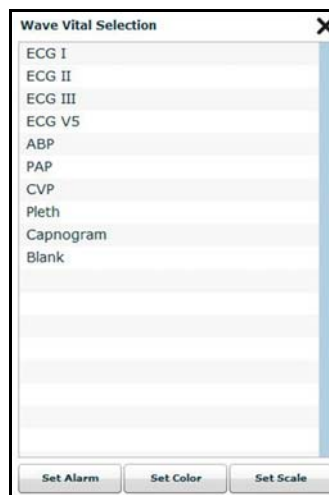 Wave Vital Selection X
ECG I
ECG II
ECG III
ECG V5
ABP
PAP
CVP
Pleth
Capnogram
Blank
Set Alarm Set Color Set Scale